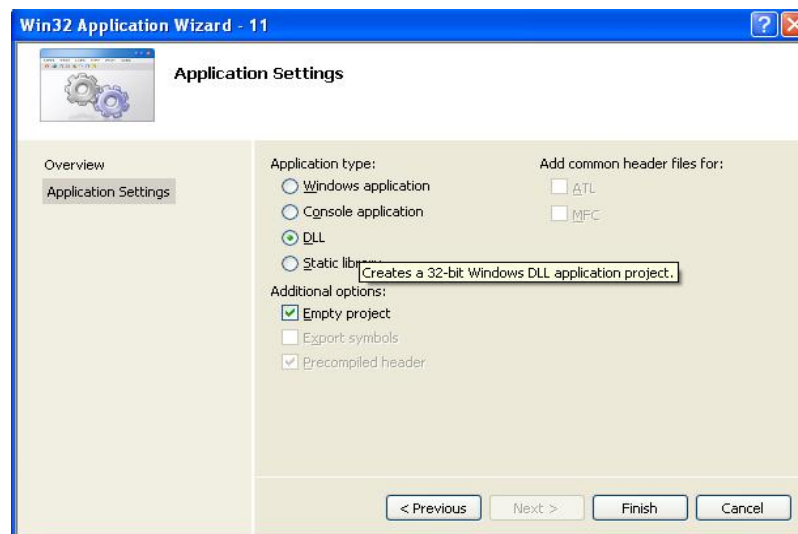 Win32 Application Wizard - 11
Application Settings
Overview
Application Settings
Application type:
Windows application
Console application
DLL
Static
Creates a 32-bit Windows DLL application project.
Additional options:
Empty project
Export symbols
Precompiled header
Add common header files for:
ATL
MFC
< Previous
Next >
Finish
Cancel